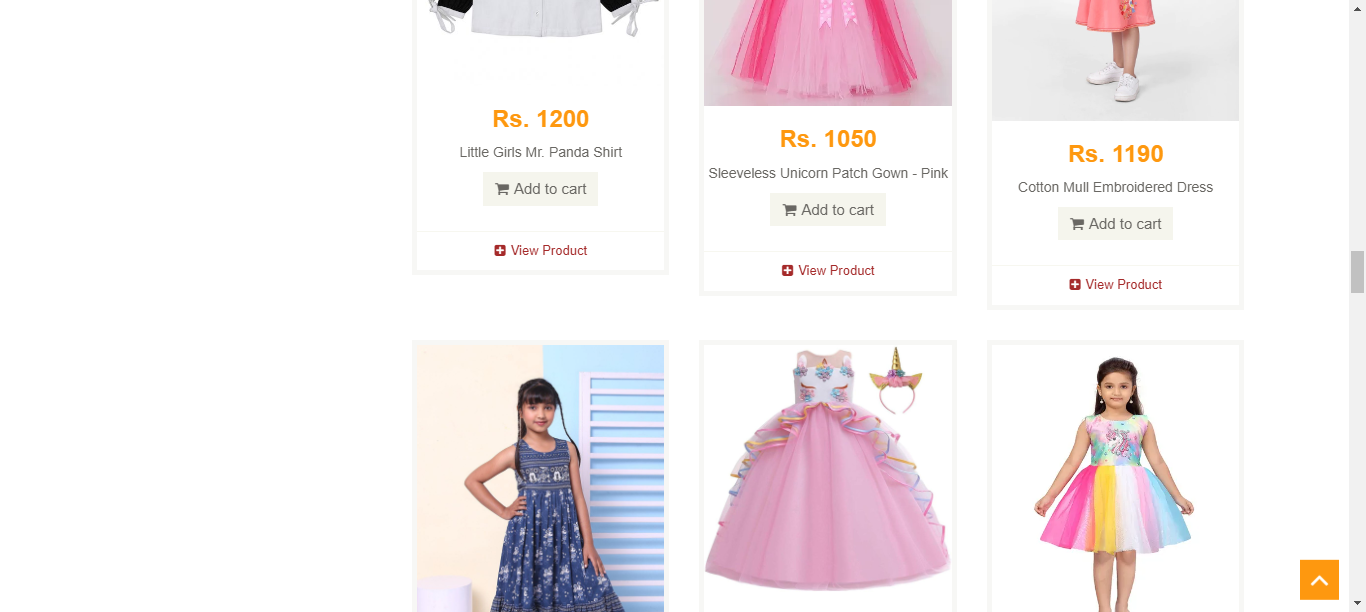 Rs. 1200
Little Girls Mr. Panda Shirt
Add to cart
View Product
Rs. 1050
Sleeveless Unicorn Patch Gown - Pink
Add to cart
View Product
Rs. 1190
Cotton Mull Embroidered Dress
Add to cart
View Product